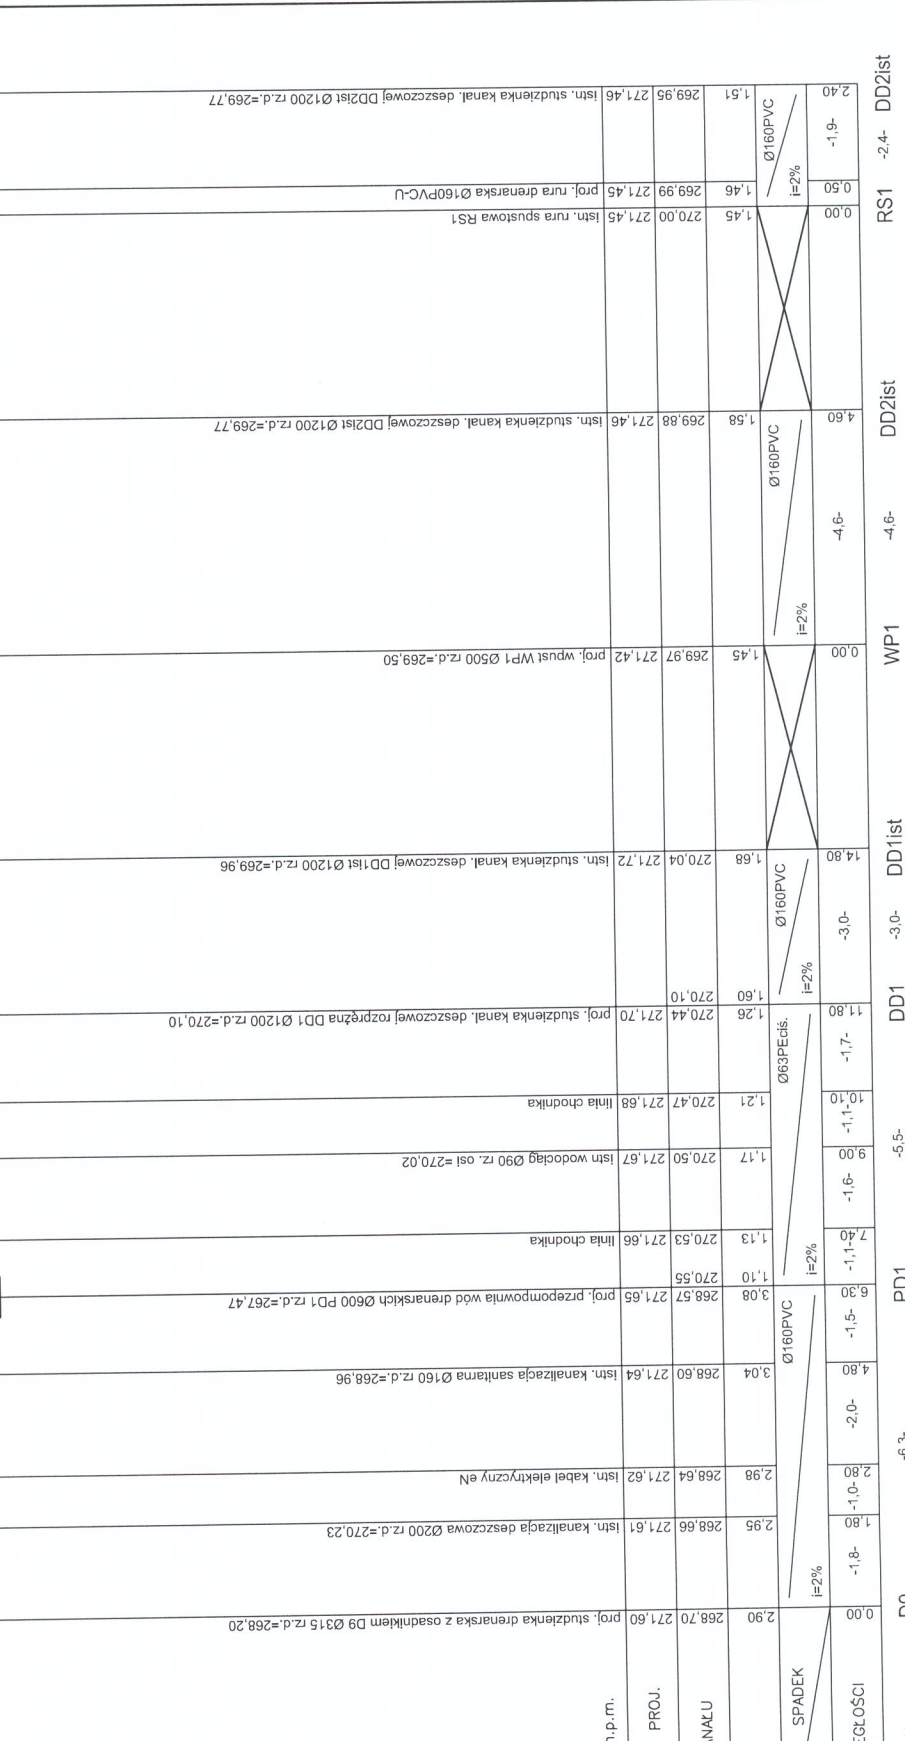 istn. studzienka kanal. deszczowej DD2ist Ø1200 rz.d.=269,77
271,46
269,95
1,51
Ø160PVC
i=2%
2,40
-1,9-
DD2ist
-2,4-
proj. rura drenarska Ø160PVC-U
271,45
269,99
1,46
0,50
RS1
istn. rura spustowa RS1
271,45
270,00
1,45
0,00
istn. studzienka kanal. deszczowej DD2ist Ø1200 rz.d.=269,77
271,46
269,88
1,58
Ø160PVC
i=2%
4,60
-4,6-
DD2ist
-4,6-
proj. wpust WP1 Ø500 rz.d.=269,50
271,42
269,97
1,45
0,00
WP1
istn. studzienka kanal. deszczowej DD1ist Ø1200 rz.d.=269,96
271,72
270,04
1,68
Ø160PVC
i=2%
14,80
-3,0-
DD1ist
-3,0-
270,10
1,60
proj. studzienka kanal. deszczowej rozprężna DD1 Ø1200 rz.d.=270,10
271,70
270,44
1,26
Ø63PEciś.
i=2%
11,80
-1,7-
DD1
linia chodnika
271,68
270,47
1,21
10,10
-1,1-
istn wodociąg Ø90 rz. osi =270,02
271,67
270,50
1,17
9,00
-1,6-
-5,5-
linia chodnika
271,66
270,53
1,13
7,40
-1,1-
270,55
1,10
proj. przepompownia wód drenarskich Ø600 PD1 rz.d.=267,47
271,65
268,57
3,08
Ø160PVC
i=2%
6,30
-1,5-
PD1
istn. kanalizacja sanitarna Ø160 rz.d.=268,96
271,64
268,60
3,04
4,80
-2,0-
-6,3-
istn. kabel elektryczny eN
271,62
268,64
2,98
2,80
-1,0-
istn. kanalizacja deszczowa Ø200 rz.d.=270,23
271,61
268,66
2,95
1,80
-1,8-
proj. studzienka drenarska z osadnikiem D9 Ø315 rz.d.=268,20
271,60
268,70
2,90
0,00
D9
PROJ.
SPADEK